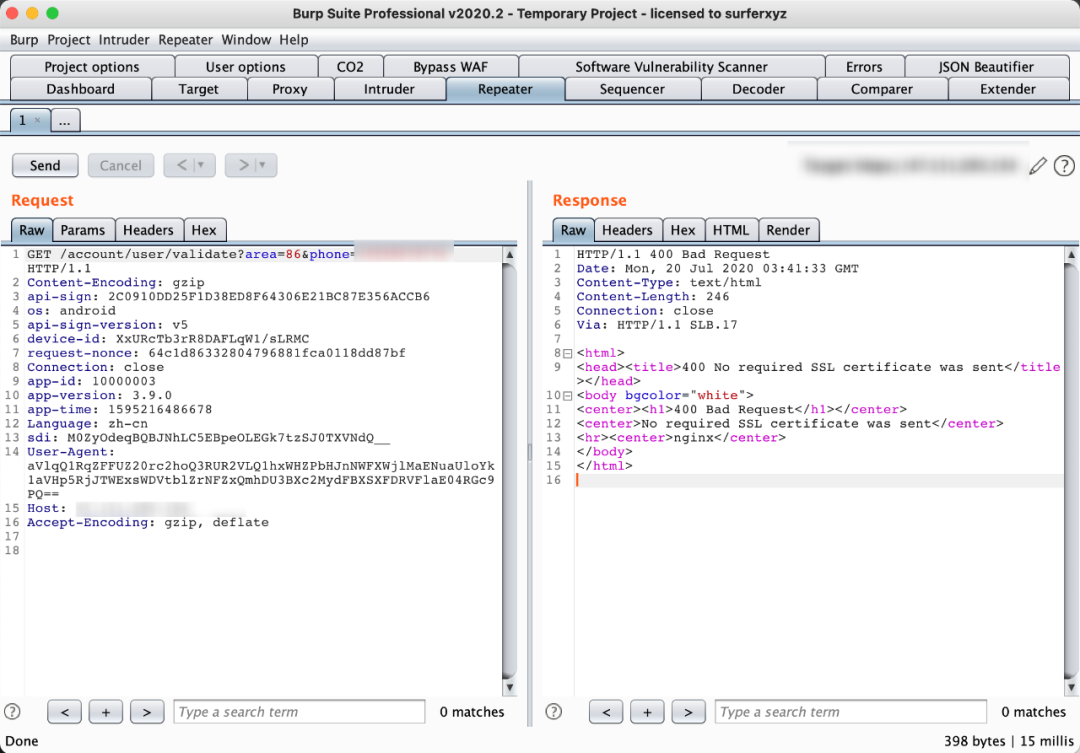 Burp Suite Professional v2020.2 - Temporary Project - licensed to surferxyz
Burp Project Intruder Repeater Window Help
Project options User options CO2 Bypass WAF Software Vulnerability Scanner Errors JSON Beautifier
Dashboard Target Proxy Intruder Repeater Sequencer Decoder Comparer Extender
1 × ...
Send Cancel < | ▼ > | ▼ ?
Request
Raw Params Headers Hex
1 GET /account/user/validate?area=86&phone=
HTTP/1.1
2 Content-Encoding: gzip
3 api-sign: 2C0910DD25F1D38ED8F64306E21BC87E356ACCB6
4 os: android
5 api-sign-version: v5
6 device-id: XxURcTb3rR8DAFLqW1/sLRMC
7 request-nonce: 64c1d86332804796881fca0118dd87bf
8 Connection: close
9 app-id: 10000003
10 app-version: 3.9.0
11 app-time: 1595216486678
12 Language: zh-cn
13 sdi: M0ZyOdeqBQBJNhLC5EBpeOLEGk7tzSJ0TXVNdQ__
14 User-Agent:
aVlqQ1RqZFFUZ20rc2hoQ3RUR2VLQ1hxWHZPbHJnNWFXWjlMaENuaUloYk
1aVHp5RjJTWExsWDVtblZrNFZxQmhDU3BXc2MydFBXSXFDRVFlaE04RGc9
PQ==
15 Host:
16 Accept-Encoding: gzip, deflate
17
18
? < + > Type a search term 0 matches
Response
Raw Headers Hex HTML Render
1 HTTP/1.1 400 Bad Request
2 Date: Mon, 20 Jul 2020 03:41:33 GMT
3 Content-Type: text/html
4 Content-Length: 246
5 Connection: close
6 Via: HTTP/1.1 SLB.17
7
8 <html>
9 <head><title>400 No required SSL certificate was sent</title
></head>
10 <body bgcolor="white">
11 <center><h1>400 Bad Request</h1></center>
12 <center>No required SSL certificate was sent</center>
13 <hr><center>nginx</center>
14 </body>
15 </html>
16
? < + > Type a search term 0 matches
Done 398 bytes | 15 millis